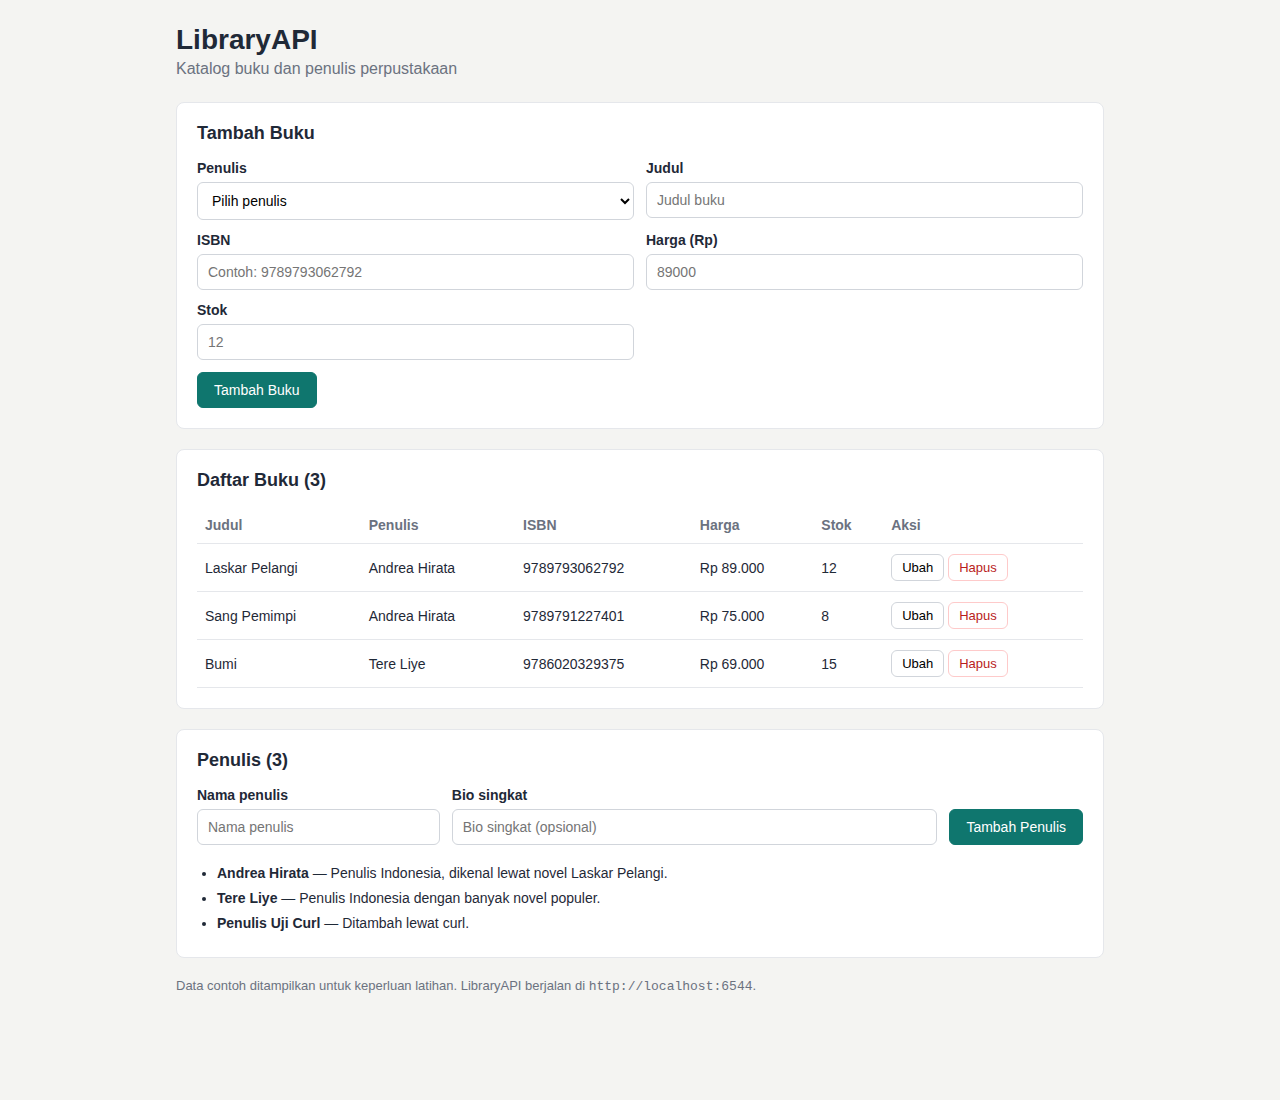 LibraryAPI
Katalog buku dan penulis perpustakaan
Tambah Buku
Penulis Judul
Pilih penulis Judul buku
ISBN Harga (Rp)
Contoh: 9789793062792 89000
Stok
12
Tambah Buku
Daftar Buku (3)
Judul Penulis ISBN Harga Stok Aksi
Laskar Pelangi Andrea Hirata 9789793062792 Rp 89.000 12 Ubah Hapus
Sang Pemimpi Andrea Hirata 9789791227401 Rp 75.000 8 Ubah Hapus
Bumi Tere Liye 9786020329375 Rp 69.000 15 Ubah Hapus
Penulis (3)
Nama penulis Bio singkat
Nama penulis Bio singkat (opsional) Tambah Penulis
• Andrea Hirata — Penulis Indonesia, dikenal lewat novel Laskar Pelangi.
• Tere Liye — Penulis Indonesia dengan banyak novel populer.
• Penulis Uji Curl — Ditambah lewat curl.
Data contoh ditampilkan untuk keperluan latihan. LibraryAPI berjalan di http://localhost:6544.